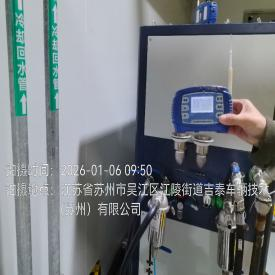 冷却回水管
冷却回水管
拍摄时间：2026-01-06 09:50
拍摄地点：江苏省苏州市吴江区江陵街道吉泰车辆技术
（苏州）有限公司